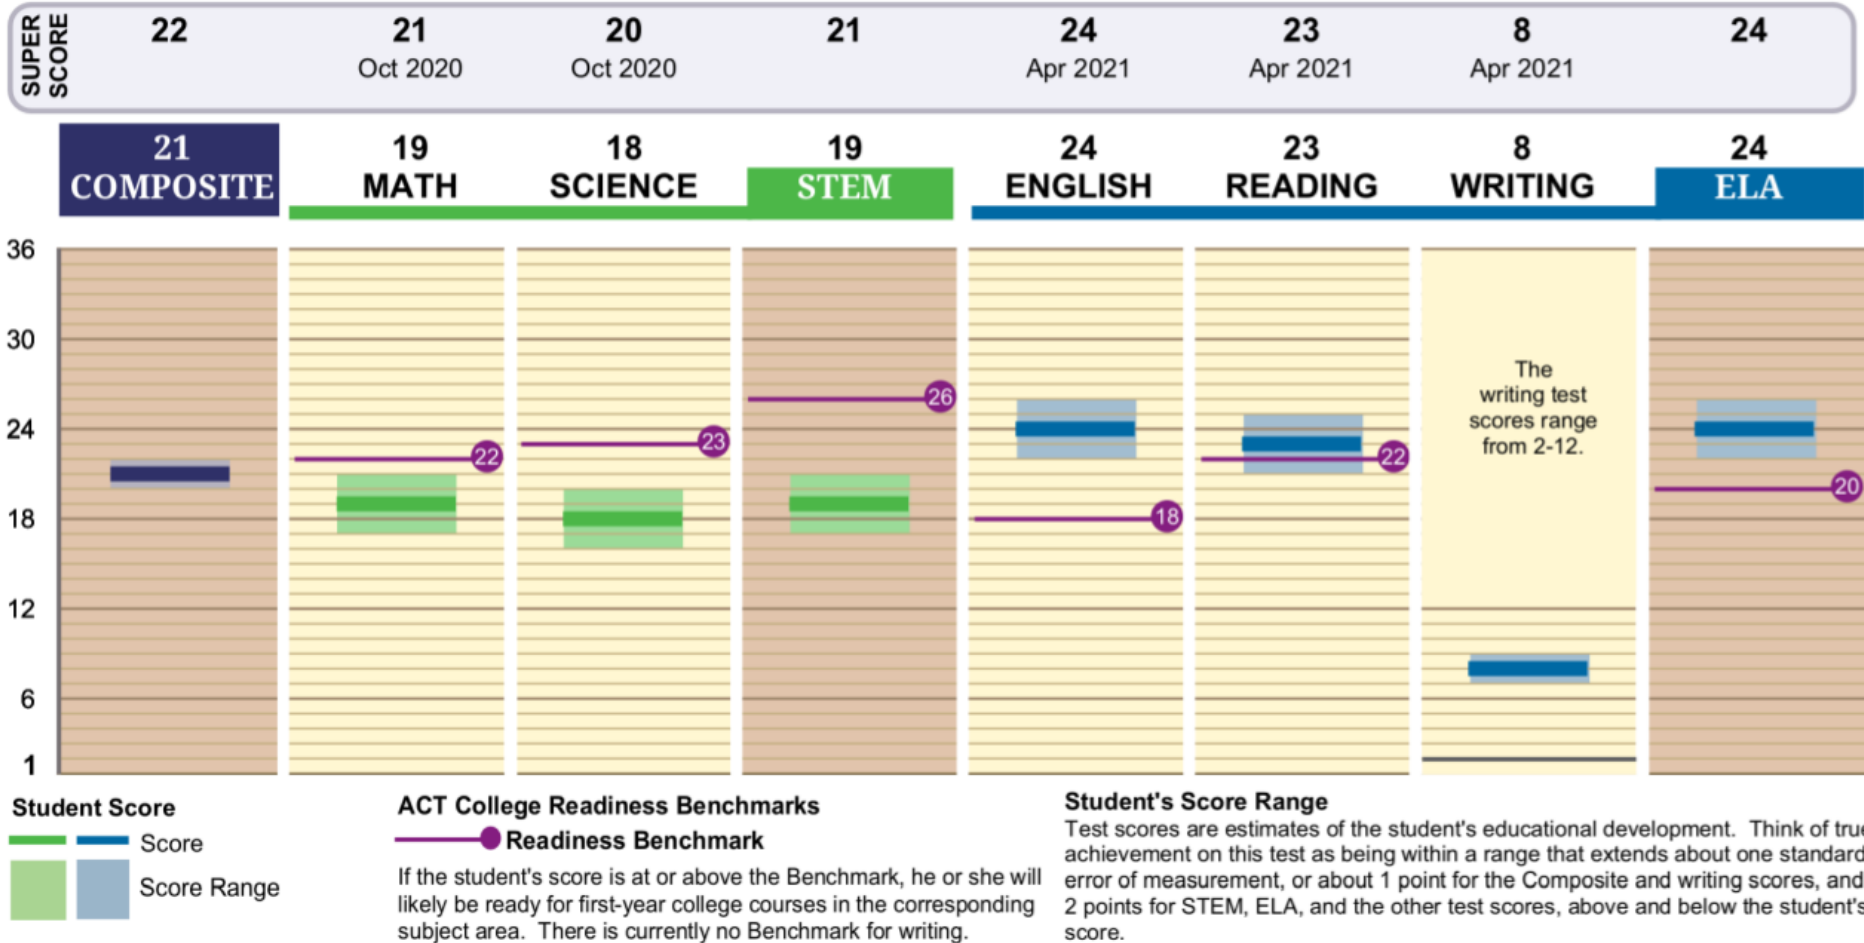 SUPER
SCORE
22 21 20 21 24 23 8 24
Oct 2020 Oct 2020 Apr 2021 Apr 2021 Apr 2021
21 19 18 19 24 23 8 24
COMPOSITE MATH SCIENCE STEM ENGLISH READING WRITING ELA
36
30
24
18
12
6
1
22
23
26
18
22
The
writing test
scores range
from 2-12.
20
Student Score
Score
Score Range
ACT College Readiness Benchmarks
Readiness Benchmark
If the student's score is at or above the Benchmark, he or she will
likely be ready for first-year college courses in the corresponding
subject area. There is currently no Benchmark for writing.
Student's Score Range
Test scores are estimates of the student's educational development. Think of true
achievement on this test as being within a range that extends about one standard
error of measurement, or about 1 point for the Composite and writing scores, and
2 points for STEM, ELA, and the other test scores, above and below the student's
score.